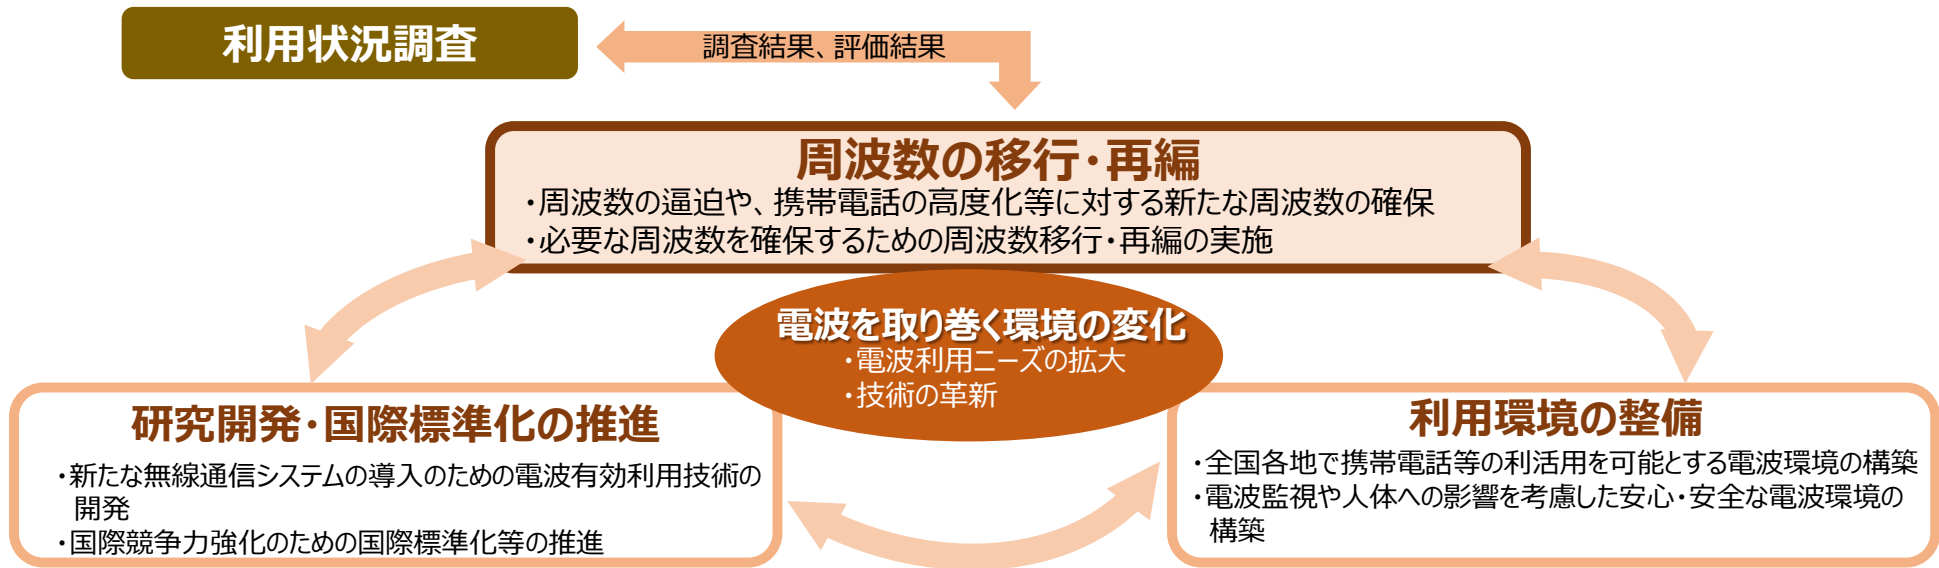 利用状況調査
調査結果、評価結果
周波数の移行・再編
・周波数の逼迫や、携帯電話の高度化等に対する新たな周波数の確保
・必要な周波数を確保するための周波数移行・再編の実施
電波を取り巻く環境の変化
・電波利用ニーズの拡大
・技術の革新
研究開発・国際標準化の推進
・新たな無線通信システムの導入のための電波有効利用技術の
開発
・国際競争力強化のための国際標準化等の推進
利用環境の整備
・全国各地で携帯電話等の利活用を可能とする電波環境の構築
・電波監視や人体への影響を考慮した安心・安全な電波環境の
構築